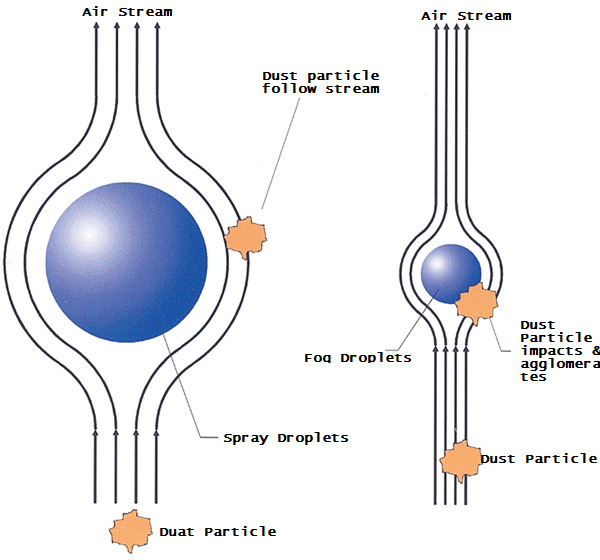 Air Stream
Dust particle
follow stream
Spray Droplets
Duat Particle
Air Stream
Fog Droplets
Dust
Particle
impacts &
agglomera
tes
Dust Particle